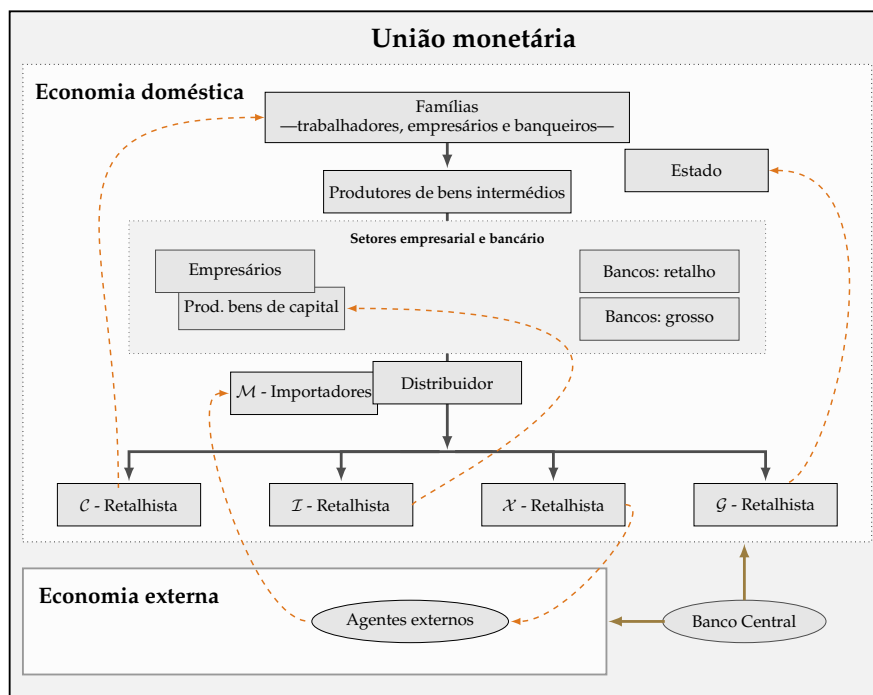 União monetária
Economia doméstica
Famílias
—trabalhadores, empresários e banqueiros—
Estado
Produtores de bens intermédios
Setores empresarial e bancário
Empresários
Bancos: retalho
Prod. bens de capital
Bancos: grosso
Distribuidor
ℳ - Importadores
𝒞 - Retalhista
ℐ - Retalhista
𝒳 - Retalhista
𝒢 - Retalhista
Economia externa
Agentes externos
Banco Central